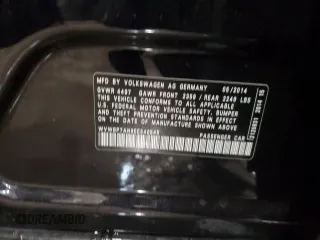 MFD BY VOLKSWAGEN AG GERMANY 06/2014
GVWR 4497 GAWR FRONT 2359 / REAR 2249 LBS
THIS VEHICLE CONFORMS TO ALL APPLICABLE
U.S. FEDERAL MOTOR VEHICLE SAFETY, BUMPER
AND THEFT PREVENTION STANDARDS IN EFFECT
ON THE DATE OF MANUFACTURE SHOWN ABOVE
PASSENGER CAR
DREAMBID